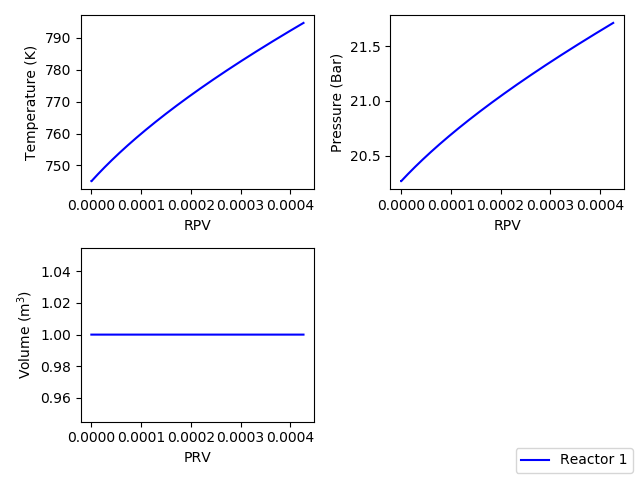 Temperature (K)
790
780
770
760
750
0.0000 0.0001 0.0002 0.0003 0.0004
RPV
Pressure (Bar)
21.5
21.0
20.5
0.0000 0.0001 0.0002 0.0003 0.0004
RPV
Volume (m³)
1.04
1.02
1.00
0.98
0.96
0.0000 0.0001 0.0002 0.0003 0.0004
PRV
Reactor 1